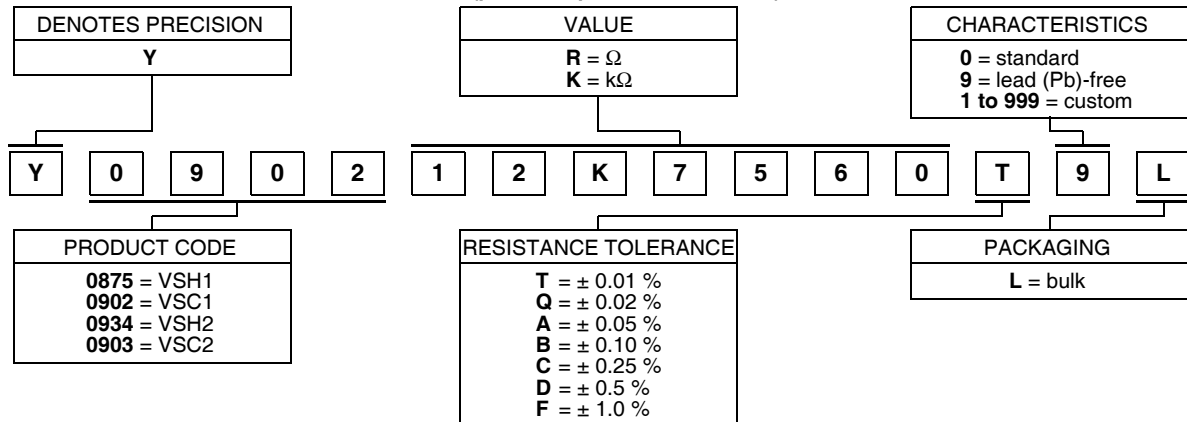 DENOTES PRECISION
Y
VALUE
R = Ω
K = kΩ
CHARACTERISTICS
0 = standard
9 = lead (Pb)-free
1 to 999 = custom
Y 0 9 0 2 1 2 K 7 5 6 0 T 9 L
PRODUCT CODE
0875 = VSH1
0902 = VSC1
0934 = VSH2
0903 = VSC2
RESISTANCE TOLERANCE
T = ± 0.01 %
Q = ± 0.02 %
A = ± 0.05 %
B = ± 0.10 %
C = ± 0.25 %
D = ± 0.5 %
F = ± 1.0 %
PACKAGING
L = bulk